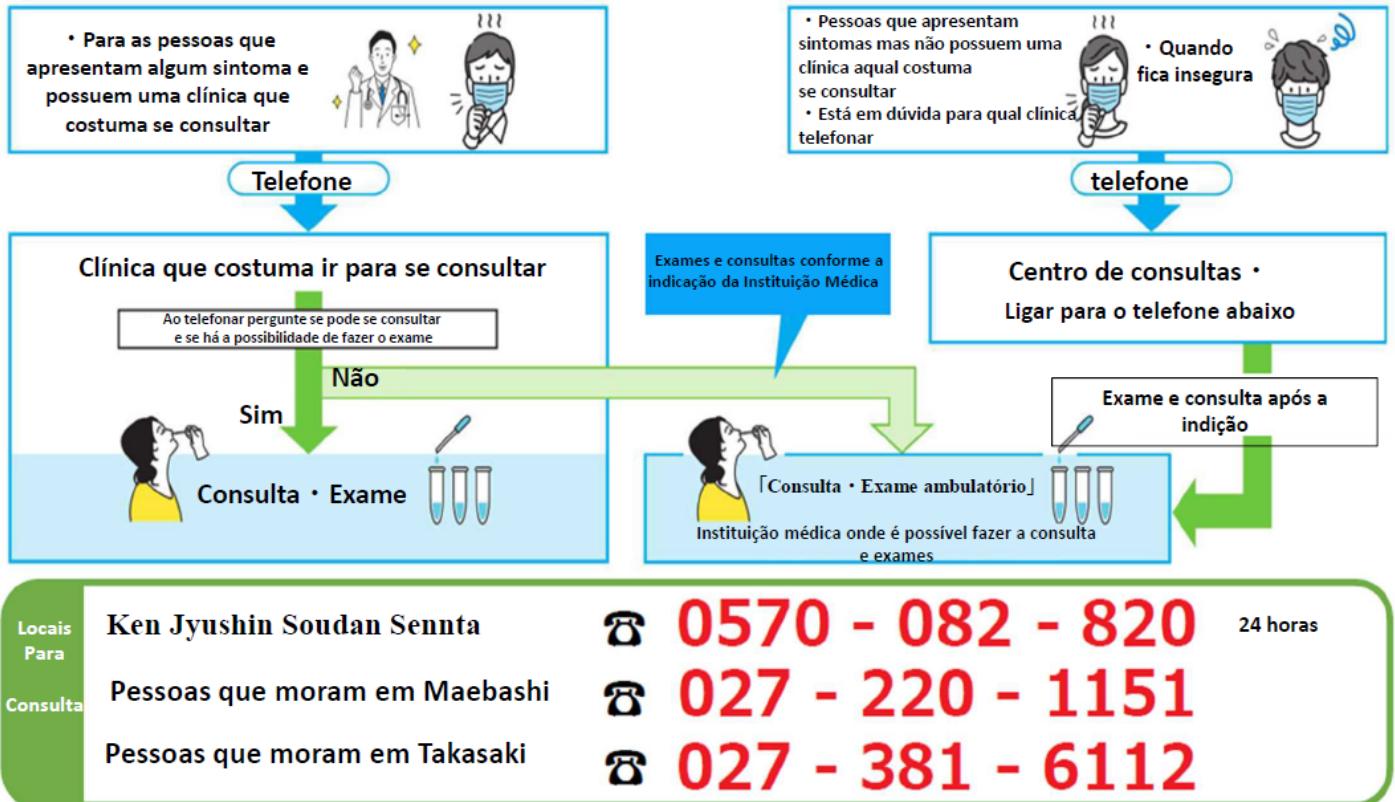 ・Para as pessoas que
apresentam algum sintoma e
possuem uma clínica que
costuma se consultar
・Pessoas que apresentam
sintomas mas não possuem uma
clínica aqual costuma
se consultar
・Está em dúvida para qual clínica
telefonar
・Quando
fica insegura
Telefone
telefone
Clínica que costuma ir para se consultar
Ao telefonar pergunte se pode se consultar
e se há a possibilidade de fazer o exame
Exames e consultas conforme a
indicação da Instituição Médica
Centro de consultas・
Ligar para o telefone abaixo
Não
Sim
Exame e consulta após a
indição
Consulta・Exame
「Consulta・Exame ambulatório」
Instituição médica onde é possível fazer a consulta
e exames
Locais
Para
Consulta
Ken Jyushin Soudan Sennta ☎ 0570 - 082 - 820 24 horas
Pessoas que moram em Maebashi ☎ 027 - 220 - 1151
Pessoas que moram em Takasaki ☎ 027 - 381 - 6112